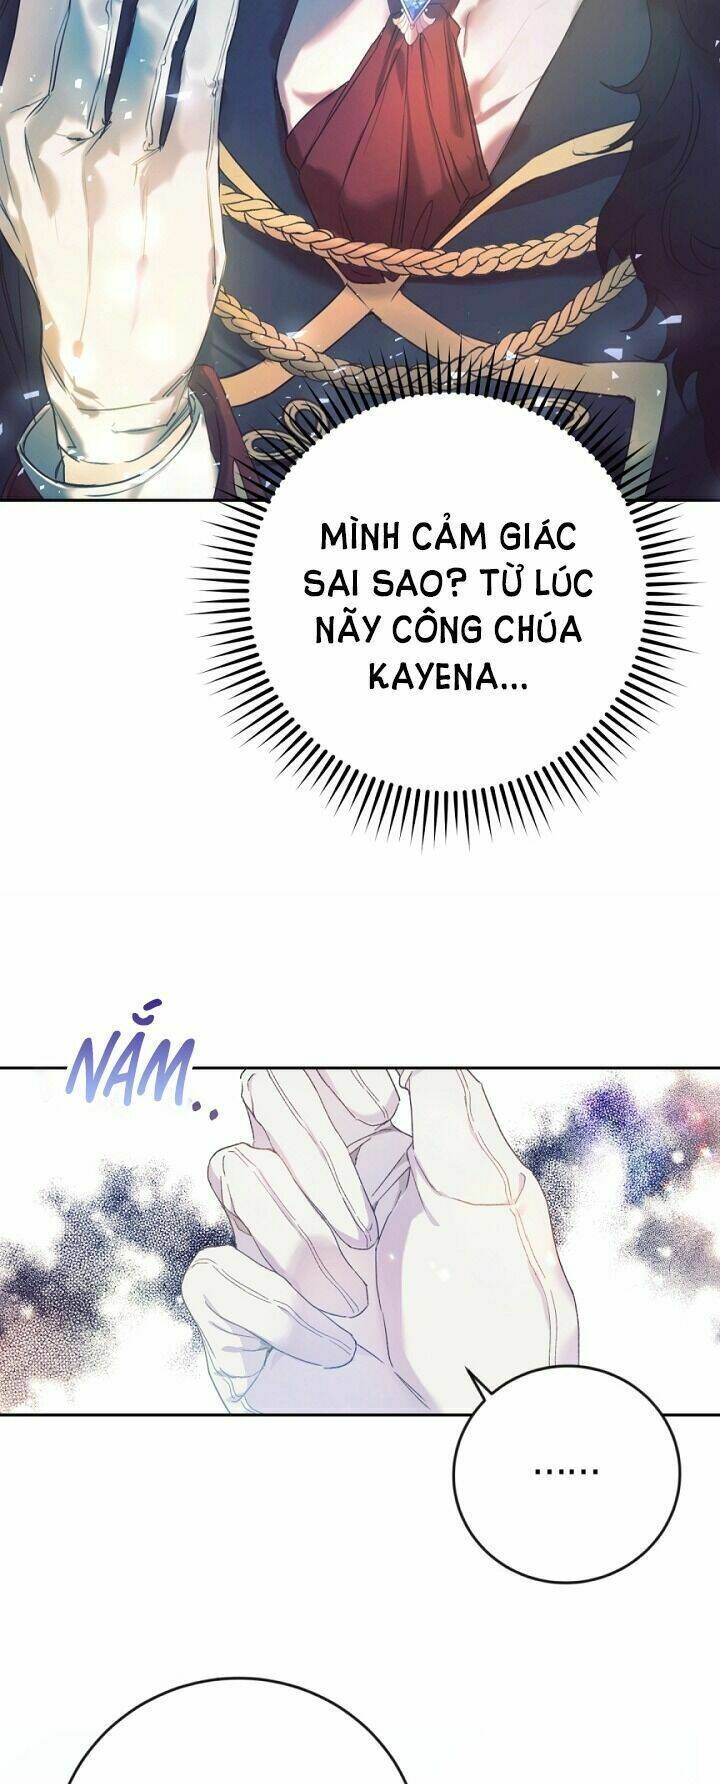 MÌNH CẢM GIÁC
SAI SAO? TỪ LÚC
NÃY CÔNG CHÚA
KAYENA...
NẮM..
......